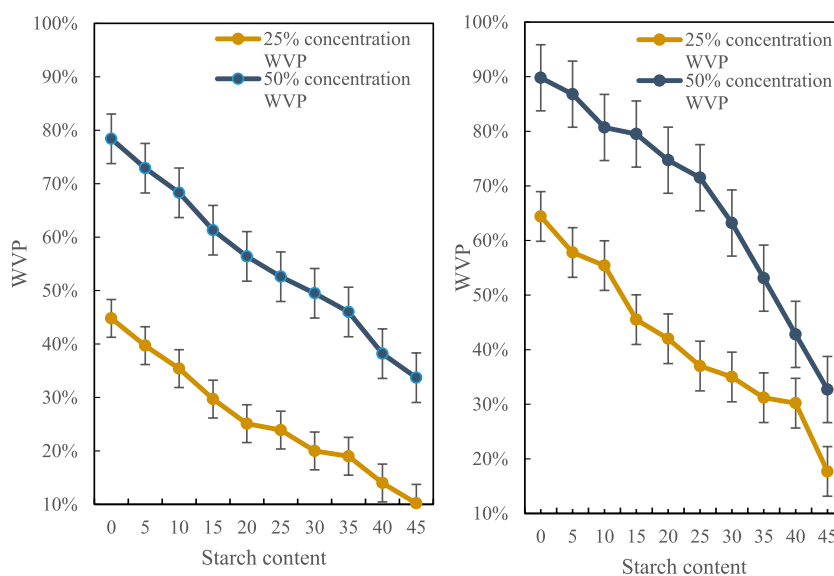 100%
90%
80%
70%
60%
50%
40%
30%
20%
10%
WVP
25% concentration
WVP
50% concentration
WVP
0 5 10 15 20 25 30 35 40 45
Starch content
100%
90%
80%
70%
60%
50%
40%
30%
20%
10%
WVP
25% concentration
WVP
50% concentration
WVP
0 5 10 15 20 25 30 35 40 45
Starch content